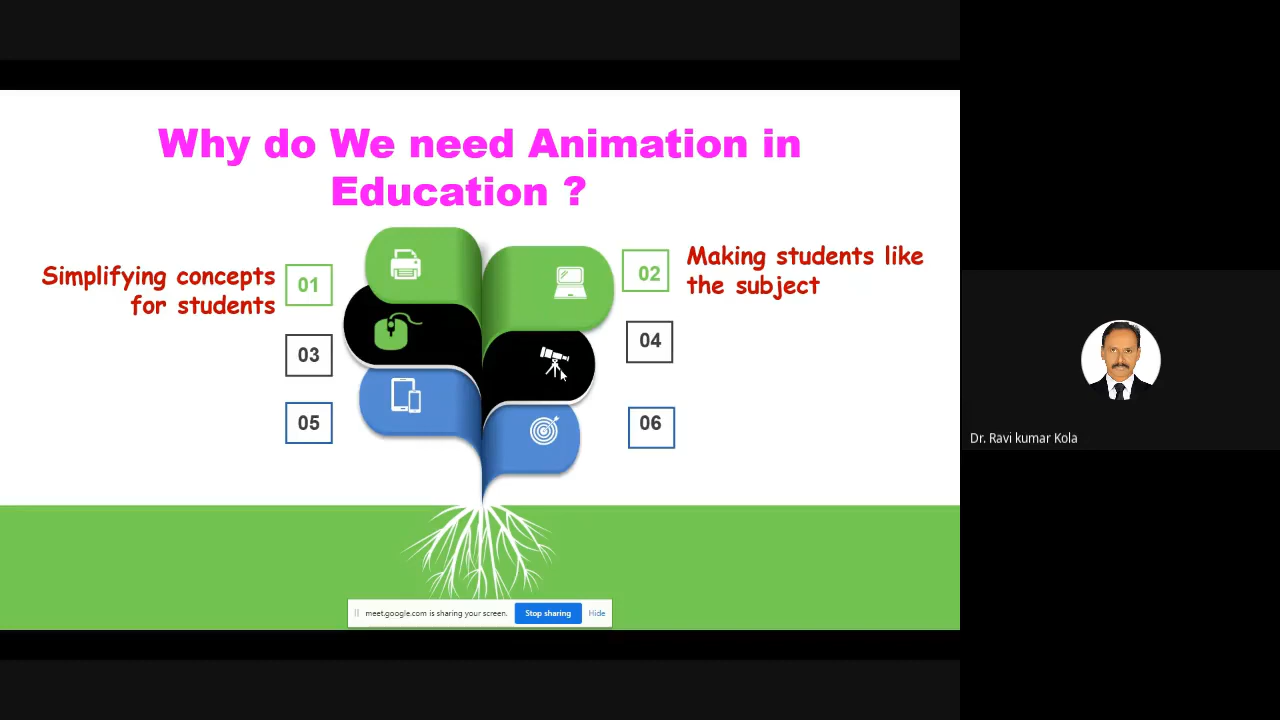 Why do We need Animation in
Education ?
Simplifying concepts
for students
01
02
Making students like
the subject
03
04
05
06
meet.google.com is sharing your screen.
Stop sharing
Hide
Dr. Ravi kumar Kola